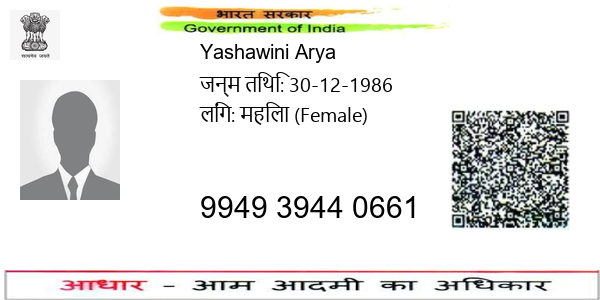 भारत सरकार
Government of India
सत्यमेव जयते
Yashawini Arya
जन्म तिथि: 30-12-1986
लिंग: महिला (Female)
9949 3944 0661
आधार - आम आदमी का अधिकार